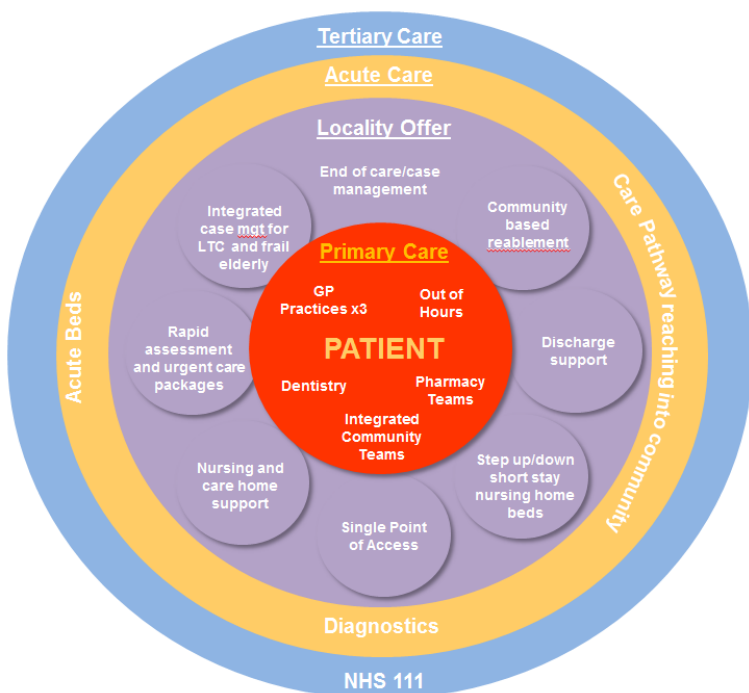 Tertiary Care
Acute Care
Locality Offer
End of care/case
management
Integrated
case mgt for
LTC and frail
elderly
Community
based
reablement
Primary Care
GP
Practices x3
Out of
Hours
PATIENT
Dentistry
Pharmacy
Teams
Integrated
Community
Teams
Rapid
assessment
and urgent care
packages
Discharge
support
Nursing and
care home
support
Step up/down
short stay
nursing home
beds
Single Point
of Access
Acute Beds
Care Pathway reaching into community
Diagnostics
NHS 111